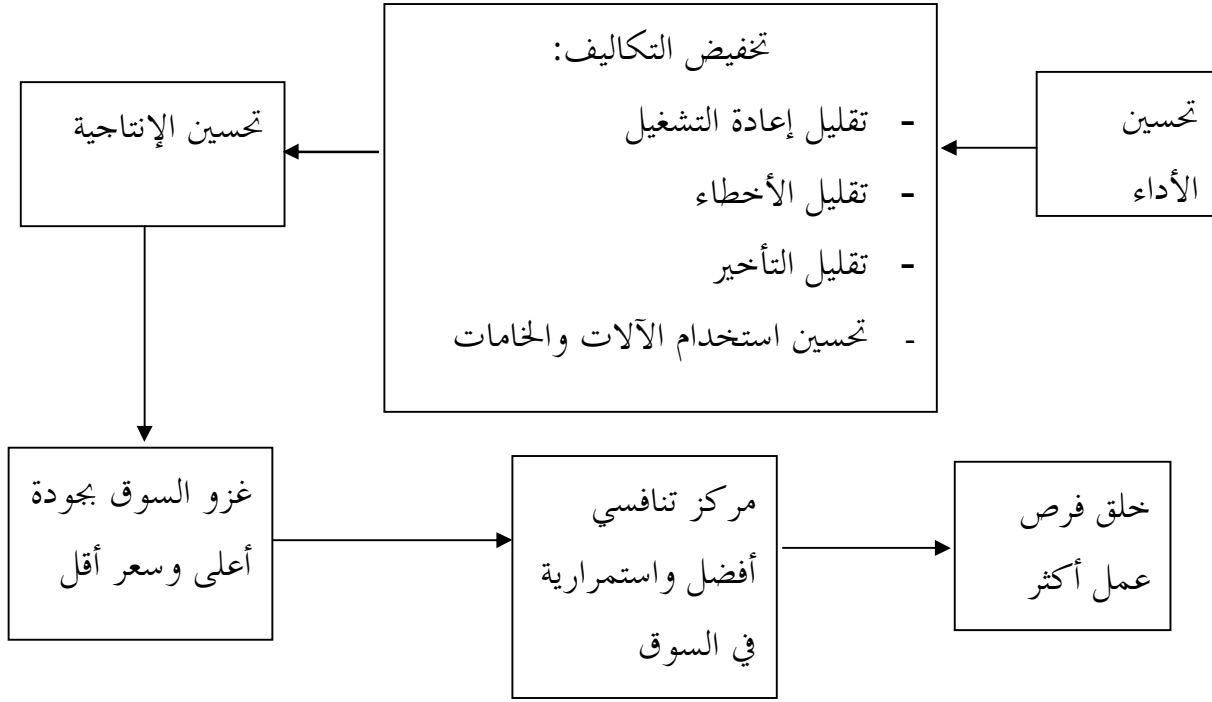 تحسين
الأداء
تخفيض التكاليف:
- تقليل إعادة التشغيل
- تقليل الأخطاء
- تقليل التأخير
- تحسين استخدام الآلات والخامات
تحسين الإنتاجية
غزو السوق بجودة
أعلى وسعر أقل
مركز تنافسي
أفضل واستمرارية
في السوق
خلق فرص
عمل أكثر